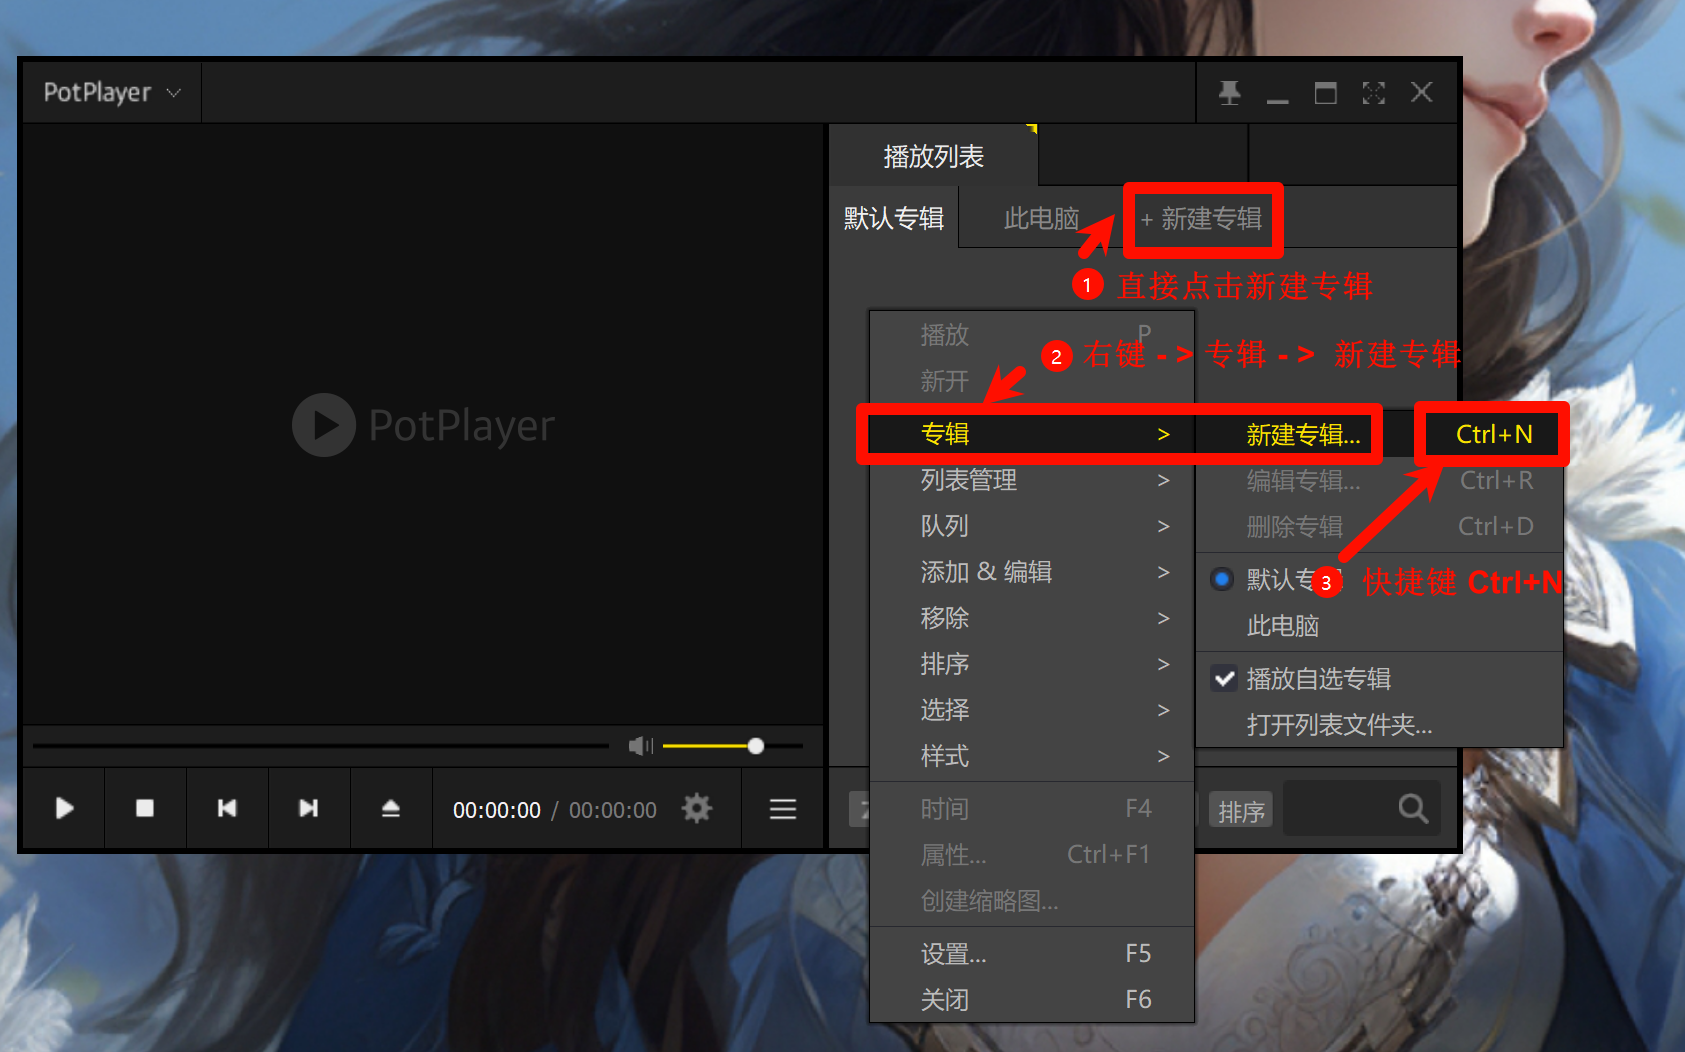 PotPlayer
播放列表
默认专辑
此电脑
+ 新建专辑
1 直接点击新建专辑
播放 P
2 右键 - > 专辑 - > 新建专辑
新开
专辑 >
新建专辑... Ctrl+N
列表管理 >
编辑专辑... Ctrl+R
队列 >
删除专辑 Ctrl+D
添加 & 编辑 >
默认专
3 快捷键 Ctrl+N
移除 >
此电脑
排序 >
播放自选专辑
选择 >
打开列表文件夹...
样式 >
PotPlayer
00:00:00 / 00:00:00
时间 F4
排序
属性... Ctrl+F1
创建缩略图...
设置... F5
关闭 F6